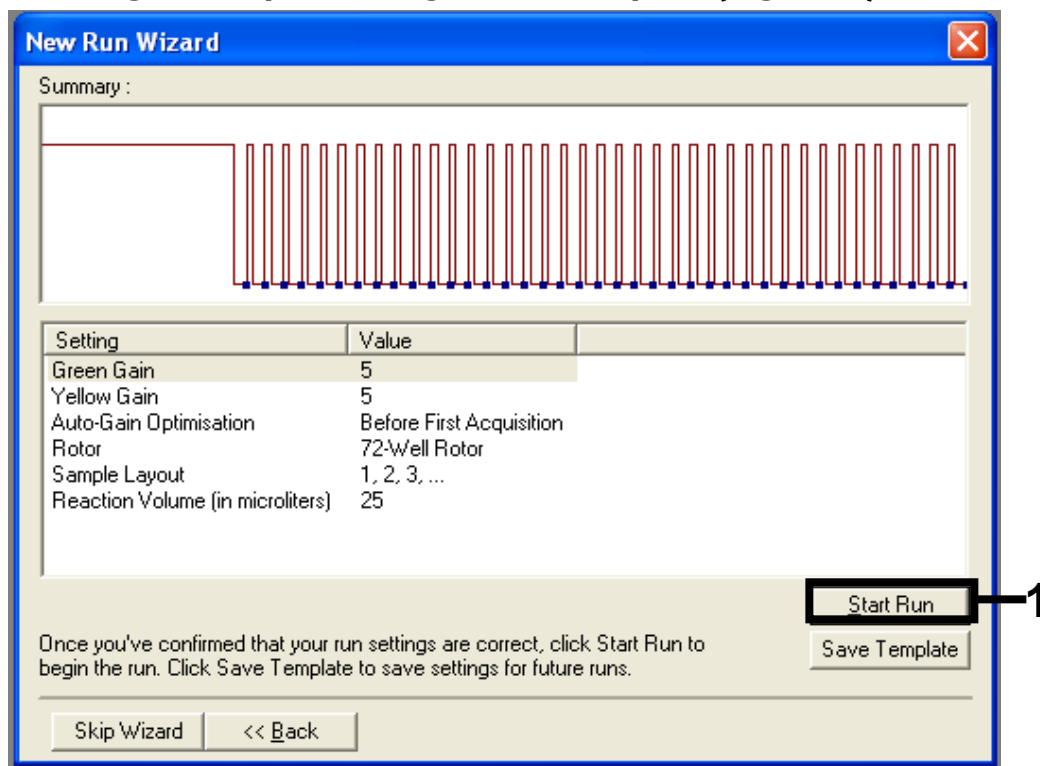 New Run Wizard
Summary :
Setting Value
Green Gain 5
Yellow Gain 5
Auto-Gain Optimisation Before First Acquisition
Rotor 72-Well Rotor
Sample Layout 1, 2, 3, ...
Reaction Volume (in microliters) 25
Start Run 1
Once you've confirmed that your run settings are correct, click Start Run to
begin the run. Click Save Template to save settings for future runs.
Save Template
Skip Wizard << Back